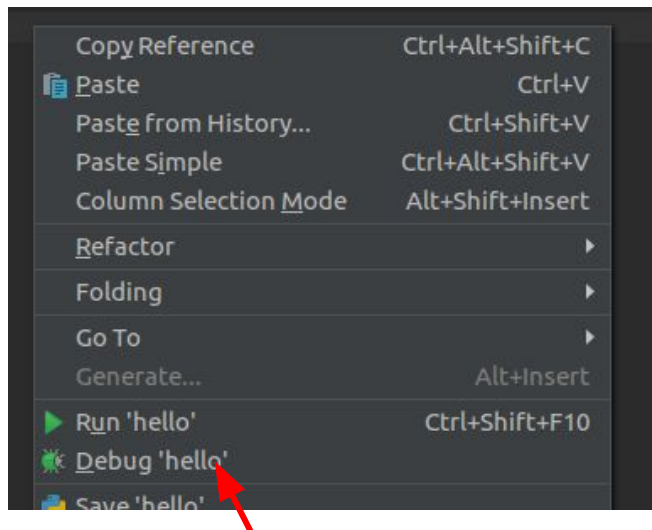 Copy Reference Ctrl+Alt+Shift+C
Paste Ctrl+V
Paste from History... Ctrl+Shift+V
Paste Simple Ctrl+Alt+Shift+V
Column Selection Mode Alt+Shift+Insert
Refactor
Folding
Go To
Generate... Alt+Insert
Run 'hello' Ctrl+Shift+F10
Debug 'hello'
Save 'hello'